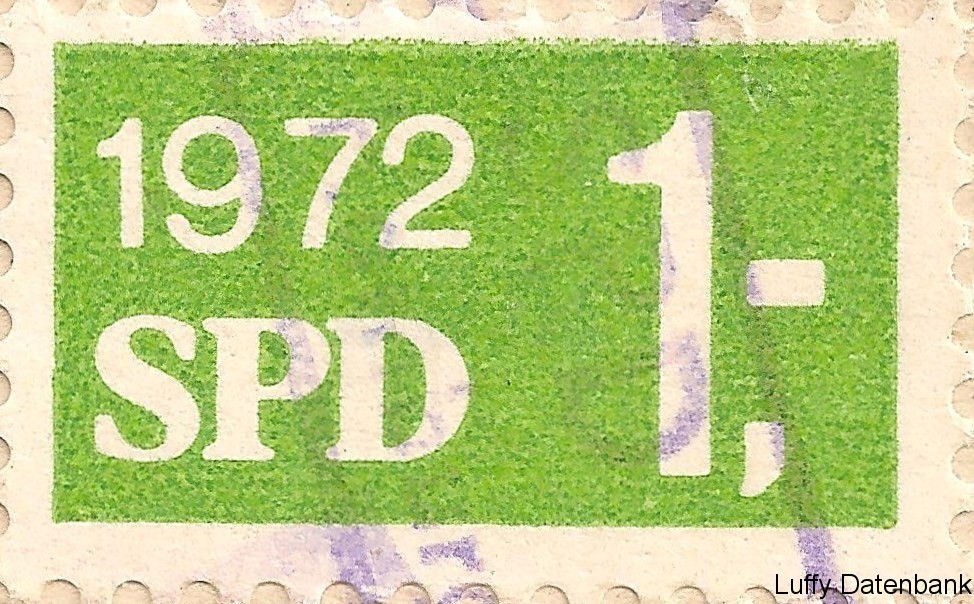 1972
SPD
1,-
Luffy Datenbank